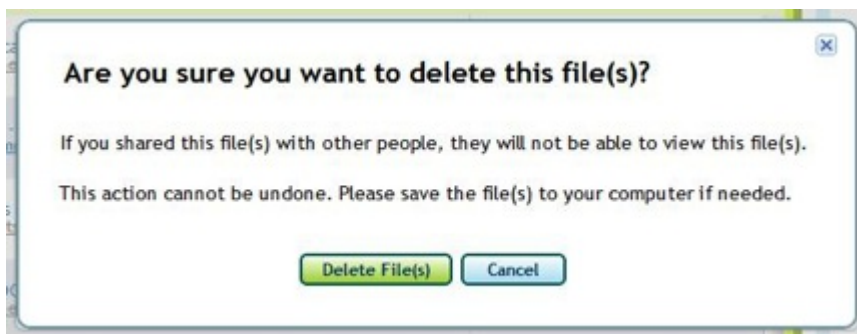 Are you sure you want to delete this file(s)?
If you shared this file(s) with other people, they will not be able to view this file(s).
This action cannot be undone. Please save the file(s) to your computer if needed.
Delete File(s) Cancel